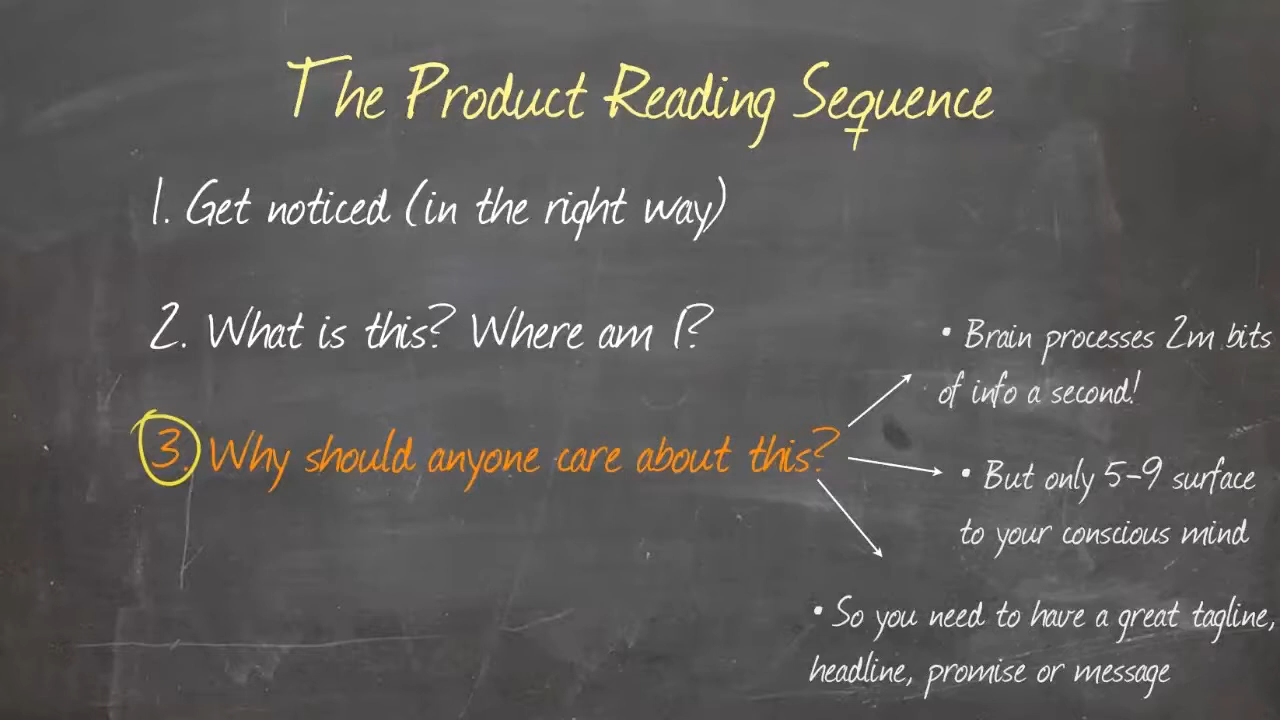 The Product Reading Sequence
1. Get noticed (in the right way)
2. What is this? Where am I?
3. Why should anyone care about this?
• Brain processes 2m bits
of info a second!
• But only 5-9 surface
to your conscious mind
• So you need to have a great tagline,
headline, promise or message